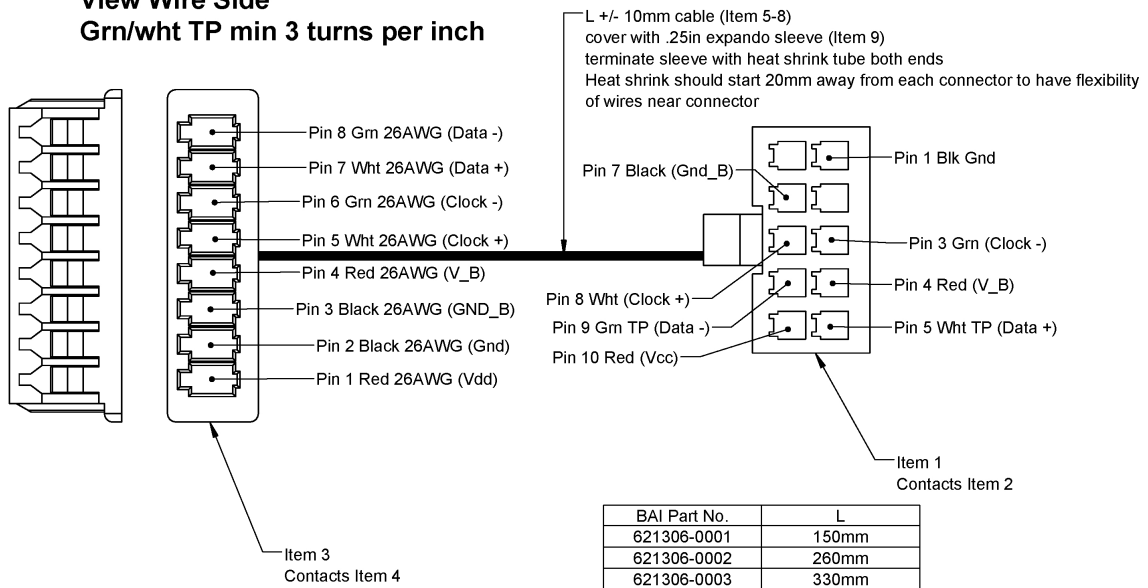 View Wire Side
Grn/wht TP min 3 turns per inch
L +/- 10mm cable (Item 5-8)
cover with .25in expando sleeve (Item 9)
terminate sleeve with heat shrink tube both ends
Heat shrink should start 20mm away from each connector to have flexibility
of wires near connector
Pin 8 Grn 26AWG (Data -)
Pin 7 Wht 26AWG (Data +)
Pin 6 Grn 26AWG (Clock -)
Pin 5 Wht 26AWG (Clock +)
Pin 4 Red 26AWG (V_B)
Pin 3 Black 26AWG (GND_B)
Pin 2 Black 26AWG (Gnd)
Pin 1 Red 26AWG (Vdd)
Pin 7 Black (Gnd_B)
Pin 8 Wht (Clock +)
Pin 9 Grn TP (Data -)
Pin 10 Red (Vcc)
Pin 1 Blk Gnd
Pin 3 Grn (Clock -)
Pin 4 Red (V_B)
Pin 5 Wht TP (Data +)
Item 1
Contacts Item 2
Item 3
Contacts Item 4
BAI Part No. L
621306-0001 150mm
621306-0002 260mm
621306-0003 330mm